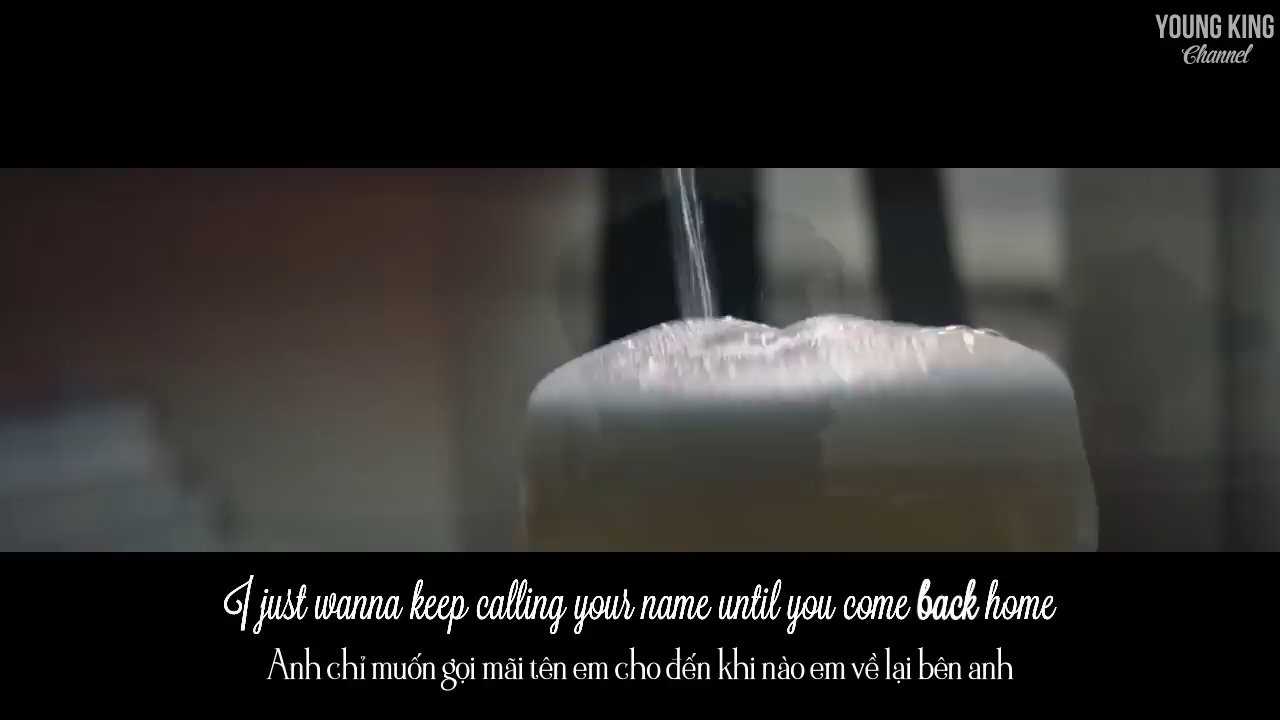 YOUNG KING
Channel
I just wanna keep calling your name until you come back home
Anh chỉ muốn gọi mãi tên em cho đến khi nào em về lại bên anh